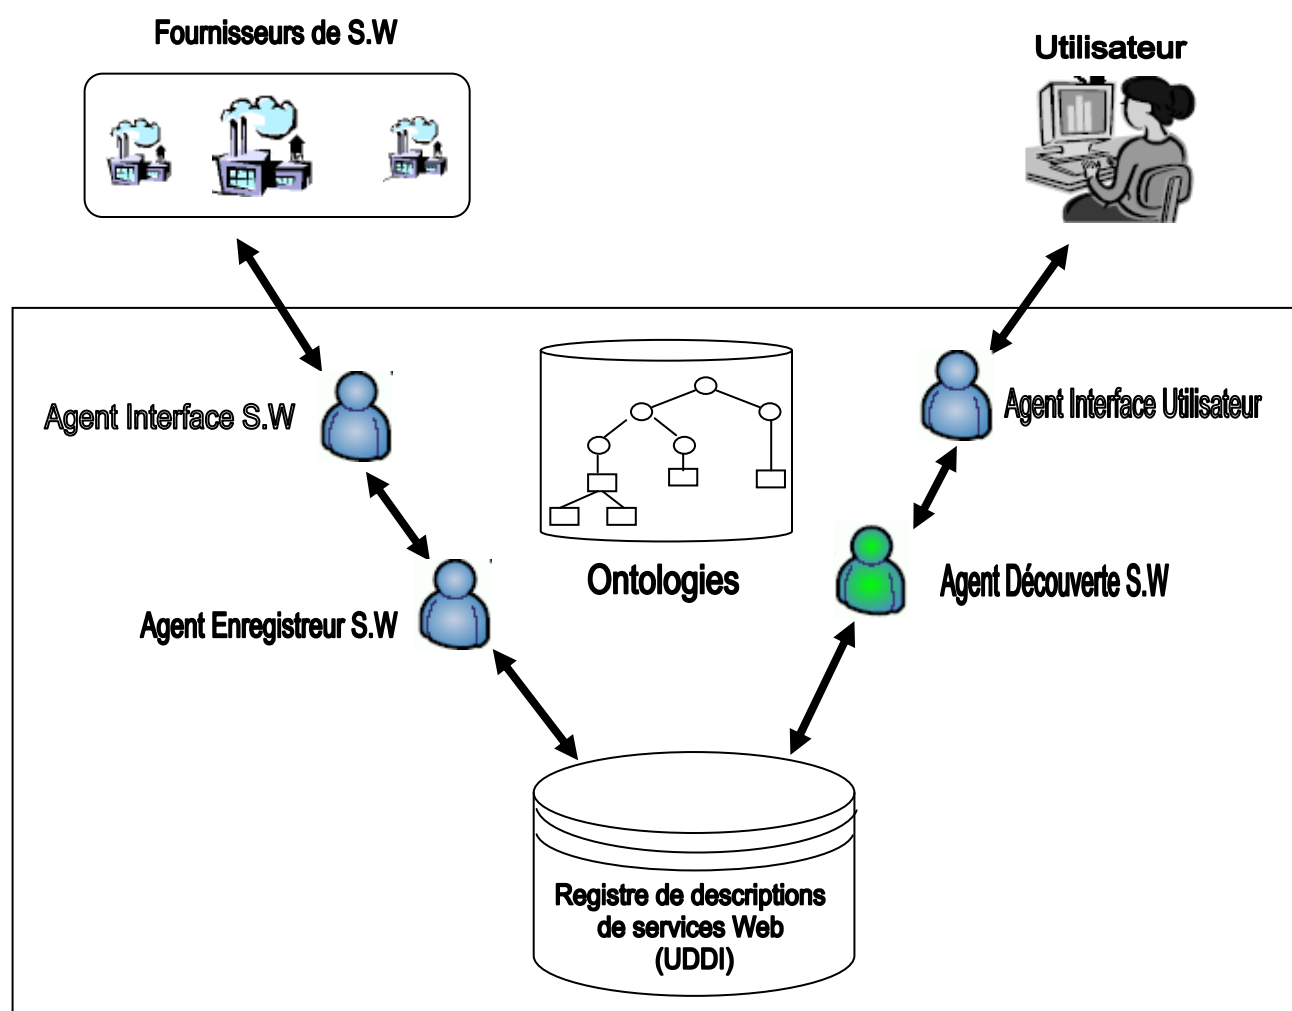 Fournisseurs de S.W
Utilisateur
Agent Interface S.W
Agent Interface Utilisateur
Ontologies
Agent Découverte S.W
Agent Enregistreur S.W
Registre de descriptions
de services Web
(UDDI)